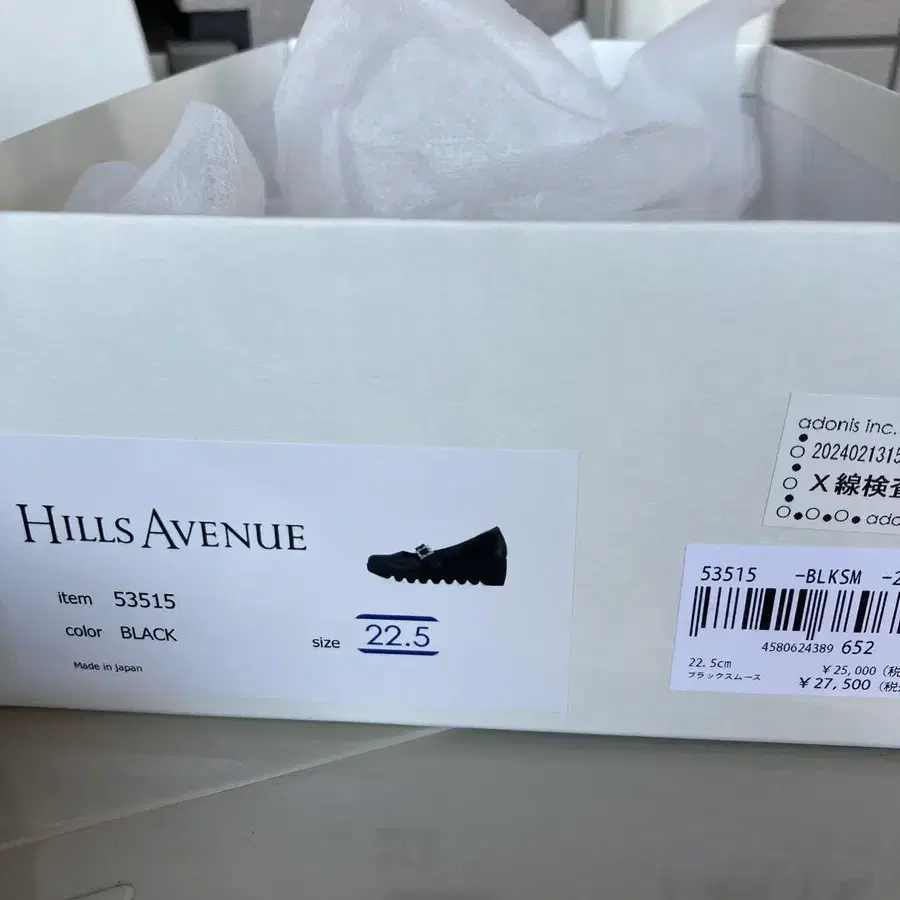 HILLS AVENUE
item 53515
color BLACK
Made in Japan
size 22.5
adonis inc.
2024021315
X線検査
53515 -BLKSM -2
4580624389 652
22.5cm
ブラックスムース
¥25,000 (税
¥27,500 (税